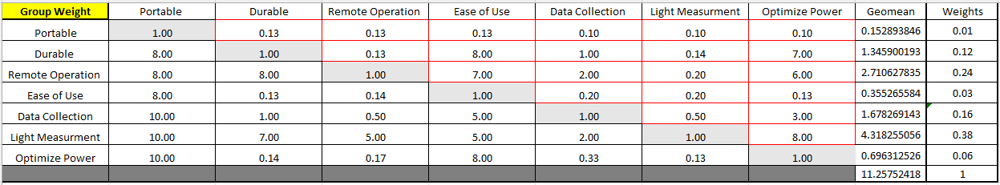 Group Weight Portable Durable Remote Operation Ease of Use Data Collection Light Measurment Optimize Power Geomean Weights
Portable 1.00 0.13 0.13 0.13 0.10 0.10 0.10 0.152893846 0.01
Durable 8.00 1.00 0.13 8.00 1.00 0.14 7.00 1.345900193 0.12
Remote Operation 8.00 8.00 1.00 7.00 2.00 0.20 6.00 2.710627835 0.24
Ease of Use 8.00 0.13 0.14 1.00 0.20 0.20 0.13 0.355265584 0.03
Data Collection 10.00 1.00 0.50 5.00 1.00 0.50 3.00 1.678269143 0.16
Light Measurment 10.00 7.00 5.00 5.00 2.00 1.00 8.00 4.318255056 0.38
Optimize Power 10.00 0.14 0.17 8.00 0.33 0.13 1.00 0.696312526 0.06
11.25752418 1